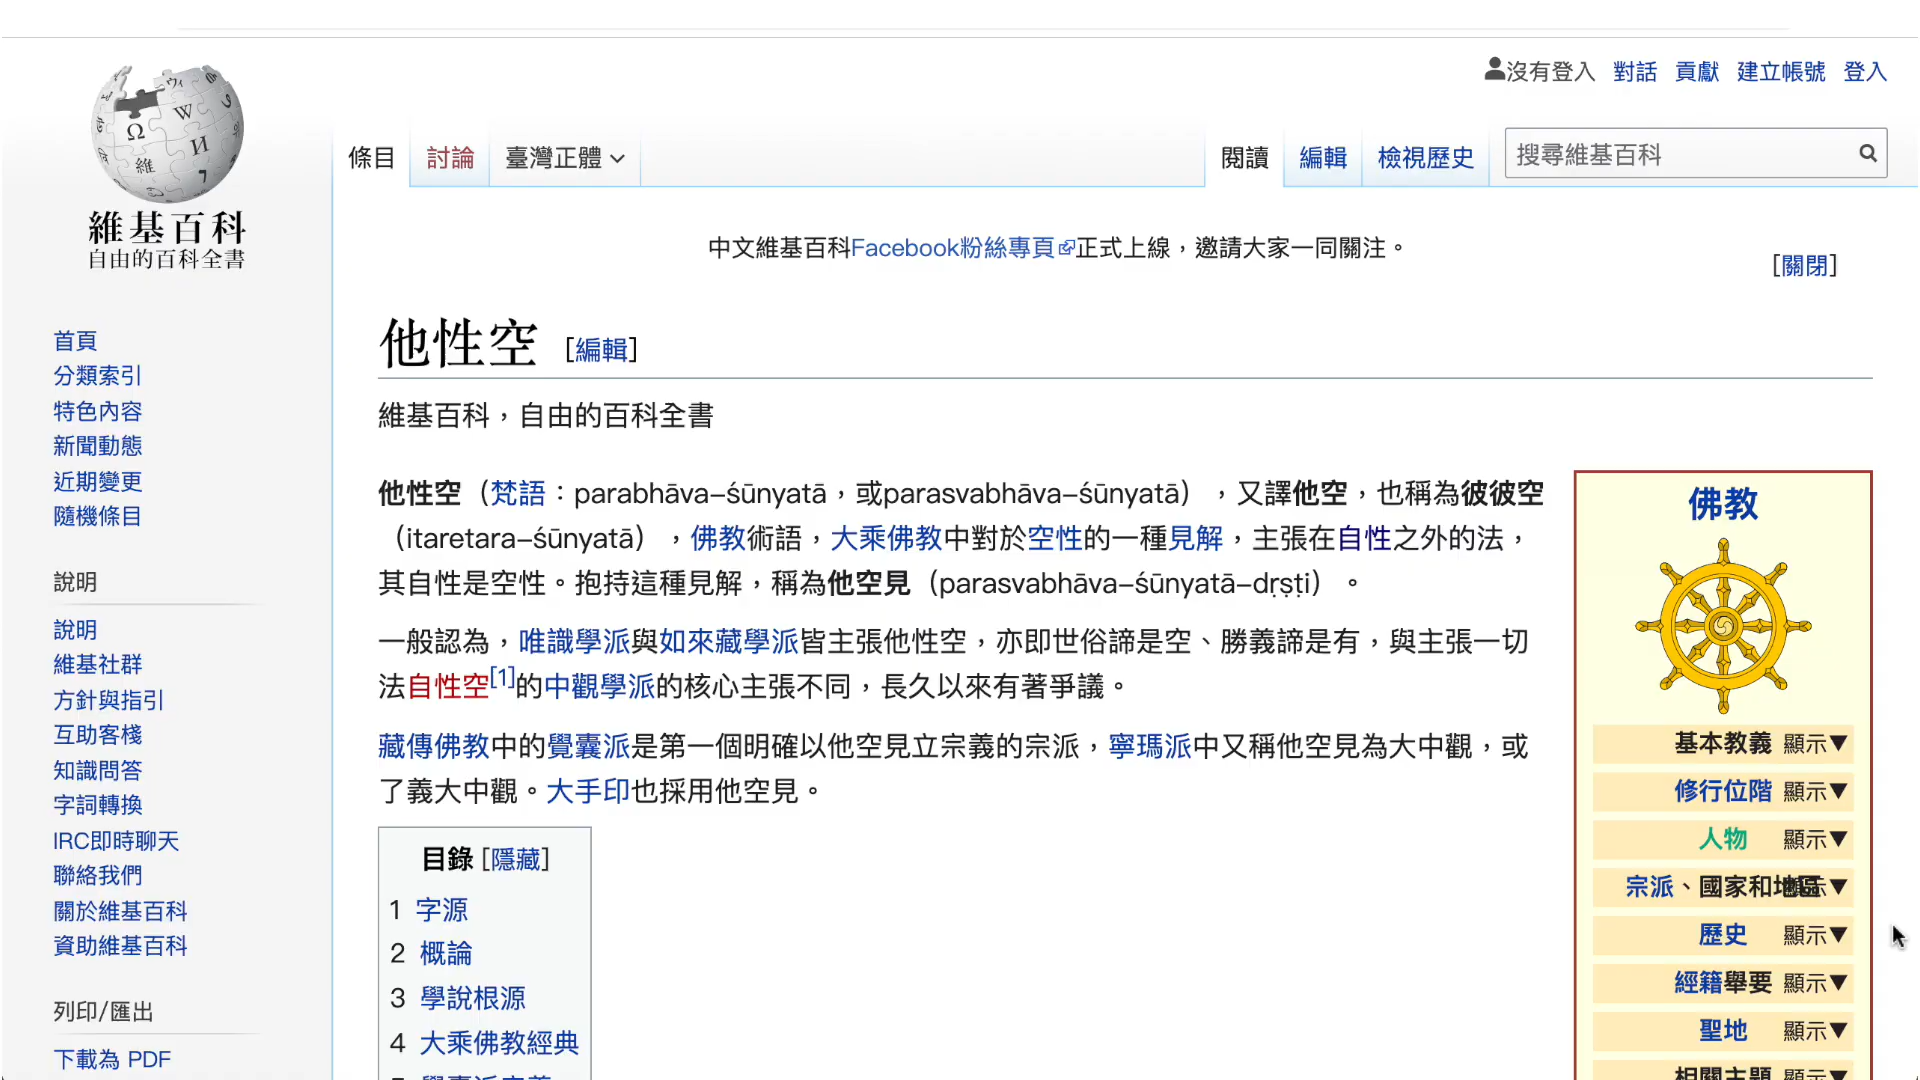 沒有登入 對話 貢獻 建立帳號 登入
條目 討論 臺灣正體 閱讀 編輯 檢視歷史 搜尋維基百科
維基百科
自由的百科全書
中文維基百科Facebook粉絲專頁正式上線，邀請大家一同關注。
[關閉]
首頁
分類索引
特色內容
新聞動態
近期變更
隨機條目
說明
說明
維基社群
方針與指引
互助客棧
知識問答
字詞轉換
IRC即時聊天
聯絡我們
關於維基百科
資助維基百科
列印/匯出
下載為 PDF
他性空 [編輯]
維基百科，自由的百科全書
他性空（梵語：parabhāva-śūnyatā，或parasvabhāva-śūnyatā），又譯他空，也稱為彼彼空
（itaretara-śūnyatā），佛教術語，大乘佛教中對於空性的一種見解，主張在自性之外的法，
其自性是空性。抱持這種見解，稱為他空見（parasvabhāva-śūnyatā-dṛṣṭi）。
一般認為，唯識學派與如來藏學派皆主張他性空，亦即世俗諦是空、勝義諦是有，與主張一切
法自性空[1]的中觀學派的核心主張不同，長久以來有著爭議。
藏傳佛教中的覺囊派是第一個明確以他空見立宗義的宗派，寧瑪派中又稱他空見為大中觀，或
了義大中觀。大手印也採用他空見。
目錄 [隱藏]
1 字源
2 概論
3 學說根源
4 大乘佛教經典
佛教
基本教義 顯示▼
修行位階 顯示▼
人物 顯示▼
宗派、國家和地區 顯示▼
歷史 顯示▼
經籍舉要 顯示▼
聖地 顯示▼
相關主題 顯示▼